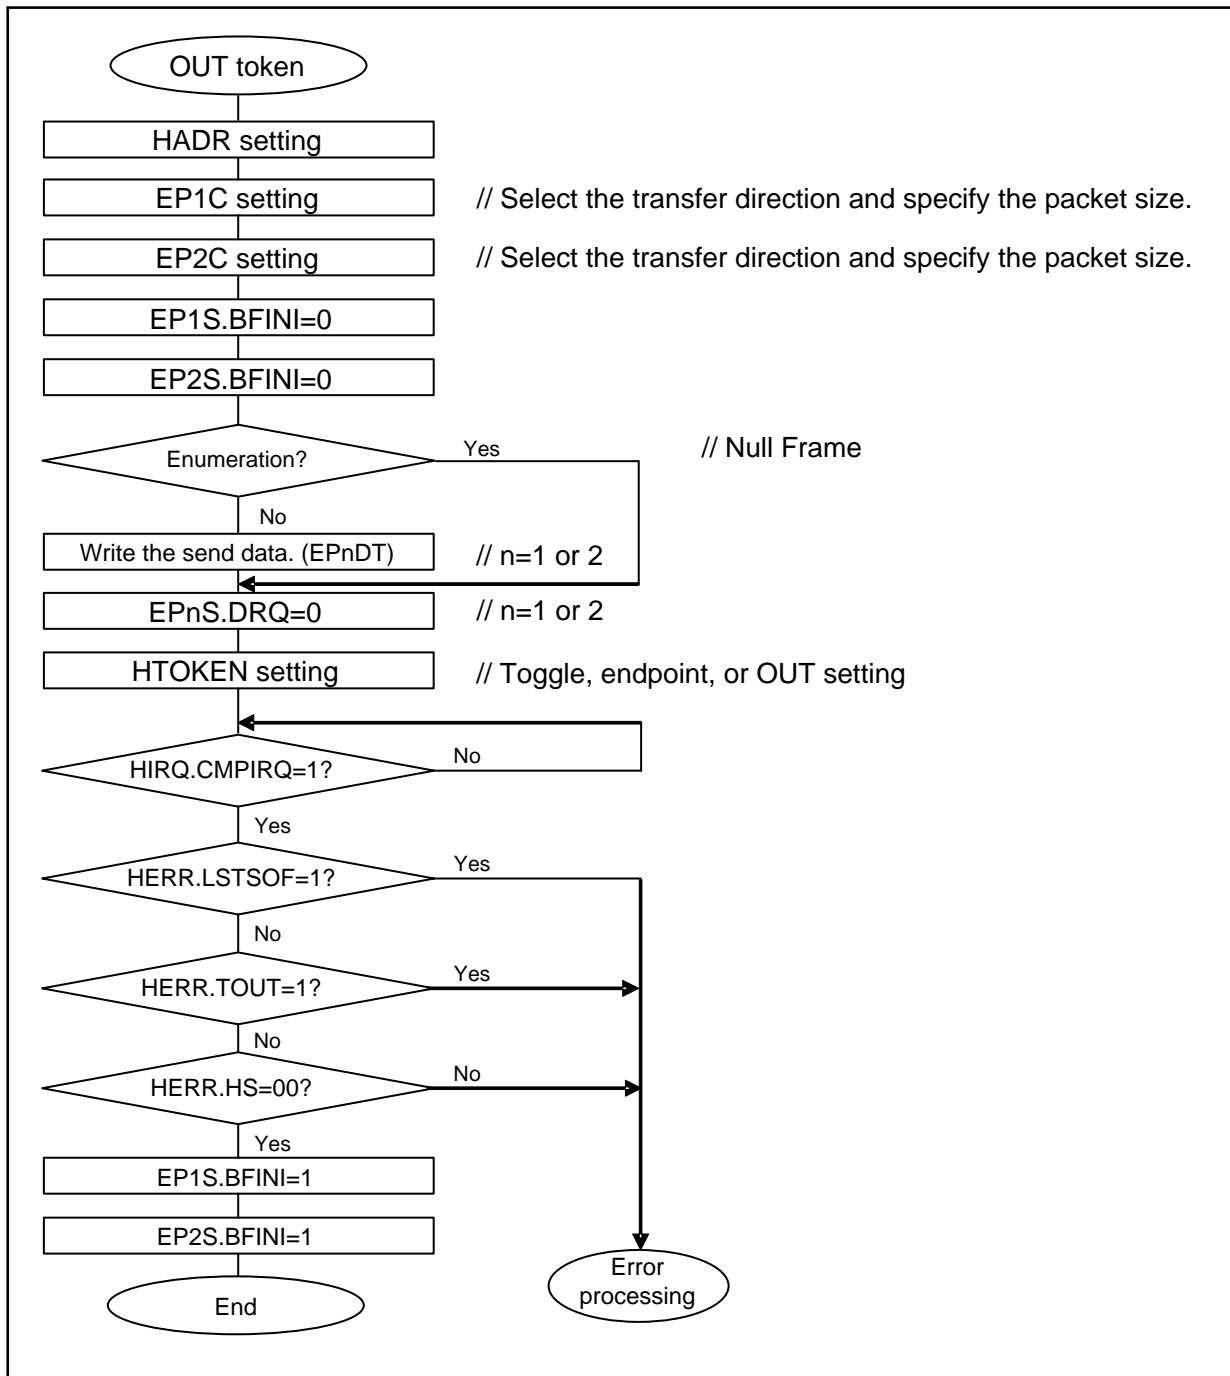 OUT token
HADR setting
EP1C setting
// Select the transfer direction and specify the packet size.
EP2C setting
// Select the transfer direction and specify the packet size.
EP1S.BFINI=0
EP2S.BFINI=0
Enumeration?
Yes
// Null Frame
No
Write the send data. (EPnDT)
// n=1 or 2
EPnS.DRQ=0
// n=1 or 2
HTOKEN setting
// Toggle, endpoint, or OUT setting
HIRQ.CMPIRQ=1?
No
Yes
HERR.LSTSOF=1?
Yes
No
HERR.TOUT=1?
Yes
No
HERR.HS=00?
No
Yes
EP1S.BFINI=1
EP2S.BFINI=1
End
Error
processing